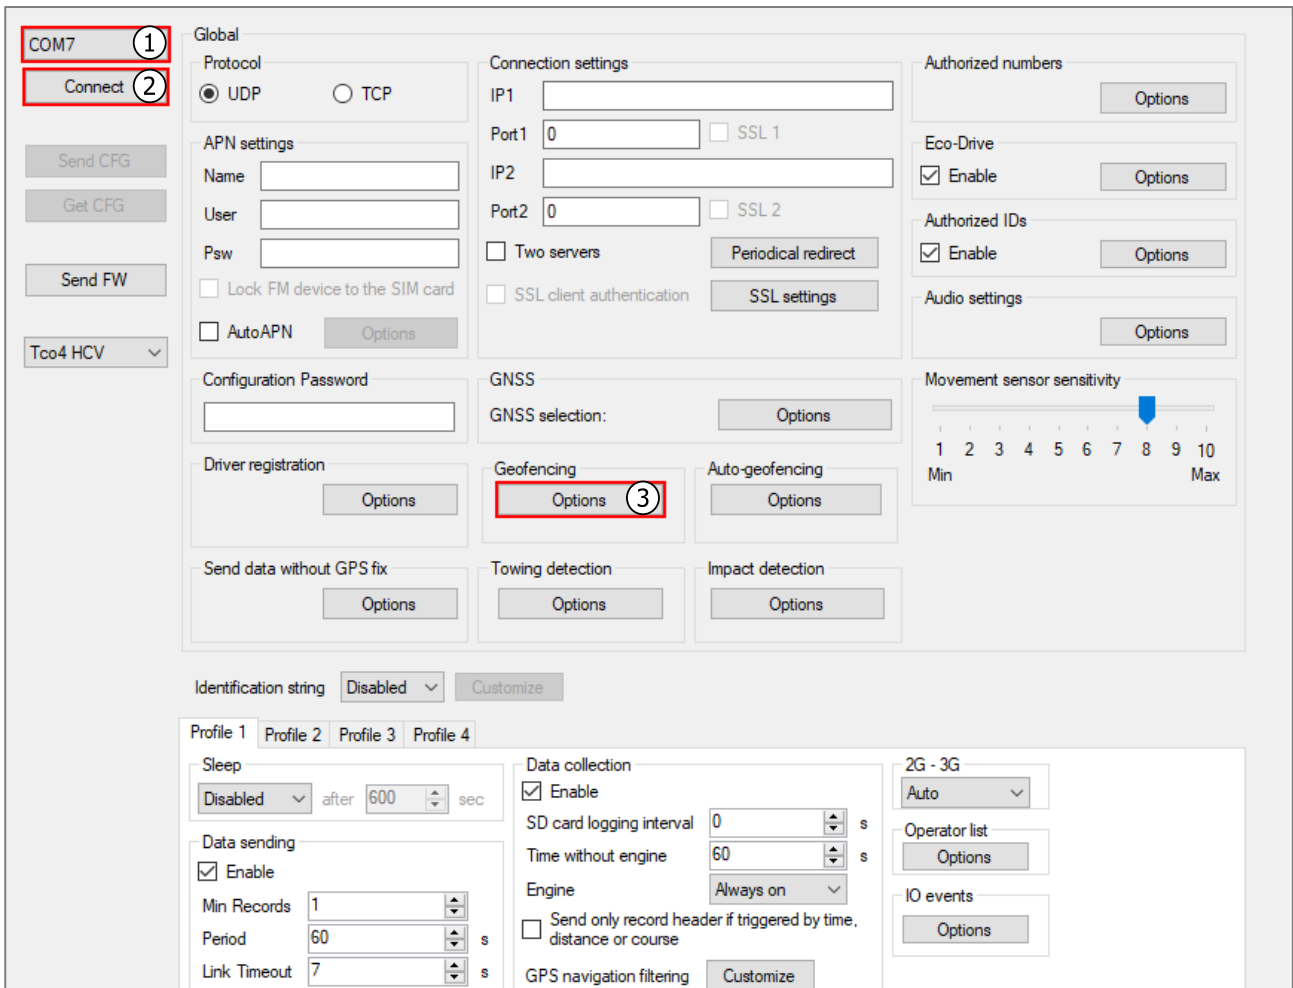 COM7 1
Connect 2
Send CFG
Get CFG
Send FW
Tco4 HCV
Global
Protocol
UDP TCP
APN settings
Name
User
Psw
Lock FM device to the SIM card
AutoAPN Options
Connection settings
IP1
Port1 0 SSL 1
IP2
Port2 0 SSL 2
Two servers Periodical redirect
SSL client authentication SSL settings
Authorized numbers
Options
Eco-Drive
Enable Options
Authorized IDs
Enable Options
Audio settings
Options
Configuration Password
GNSS
GNSS selection: Options
Movement sensor sensitivity
1 2 3 4 5 6 7 8 9 10
Min Max
Driver registration
Options
Geofencing
Options 3
Auto-geofencing
Options
Send data without GPS fix
Options
Towing detection
Options
Impact detection
Options
Identification string Disabled Customize
Profile 1 Profile 2 Profile 3 Profile 4
Sleep
Disabled after 600 sec
Data sending
Enable
Min Records 1
Period 60 s
Link Timeout 7 s
Data collection
Enable
SD card logging interval 0 s
Time without engine 60 s
Engine Always on
Send only record header if triggered by time,
distance or course
GPS navigation filtering Customize
2G - 3G
Auto
Operator list
Options
IO events
Options